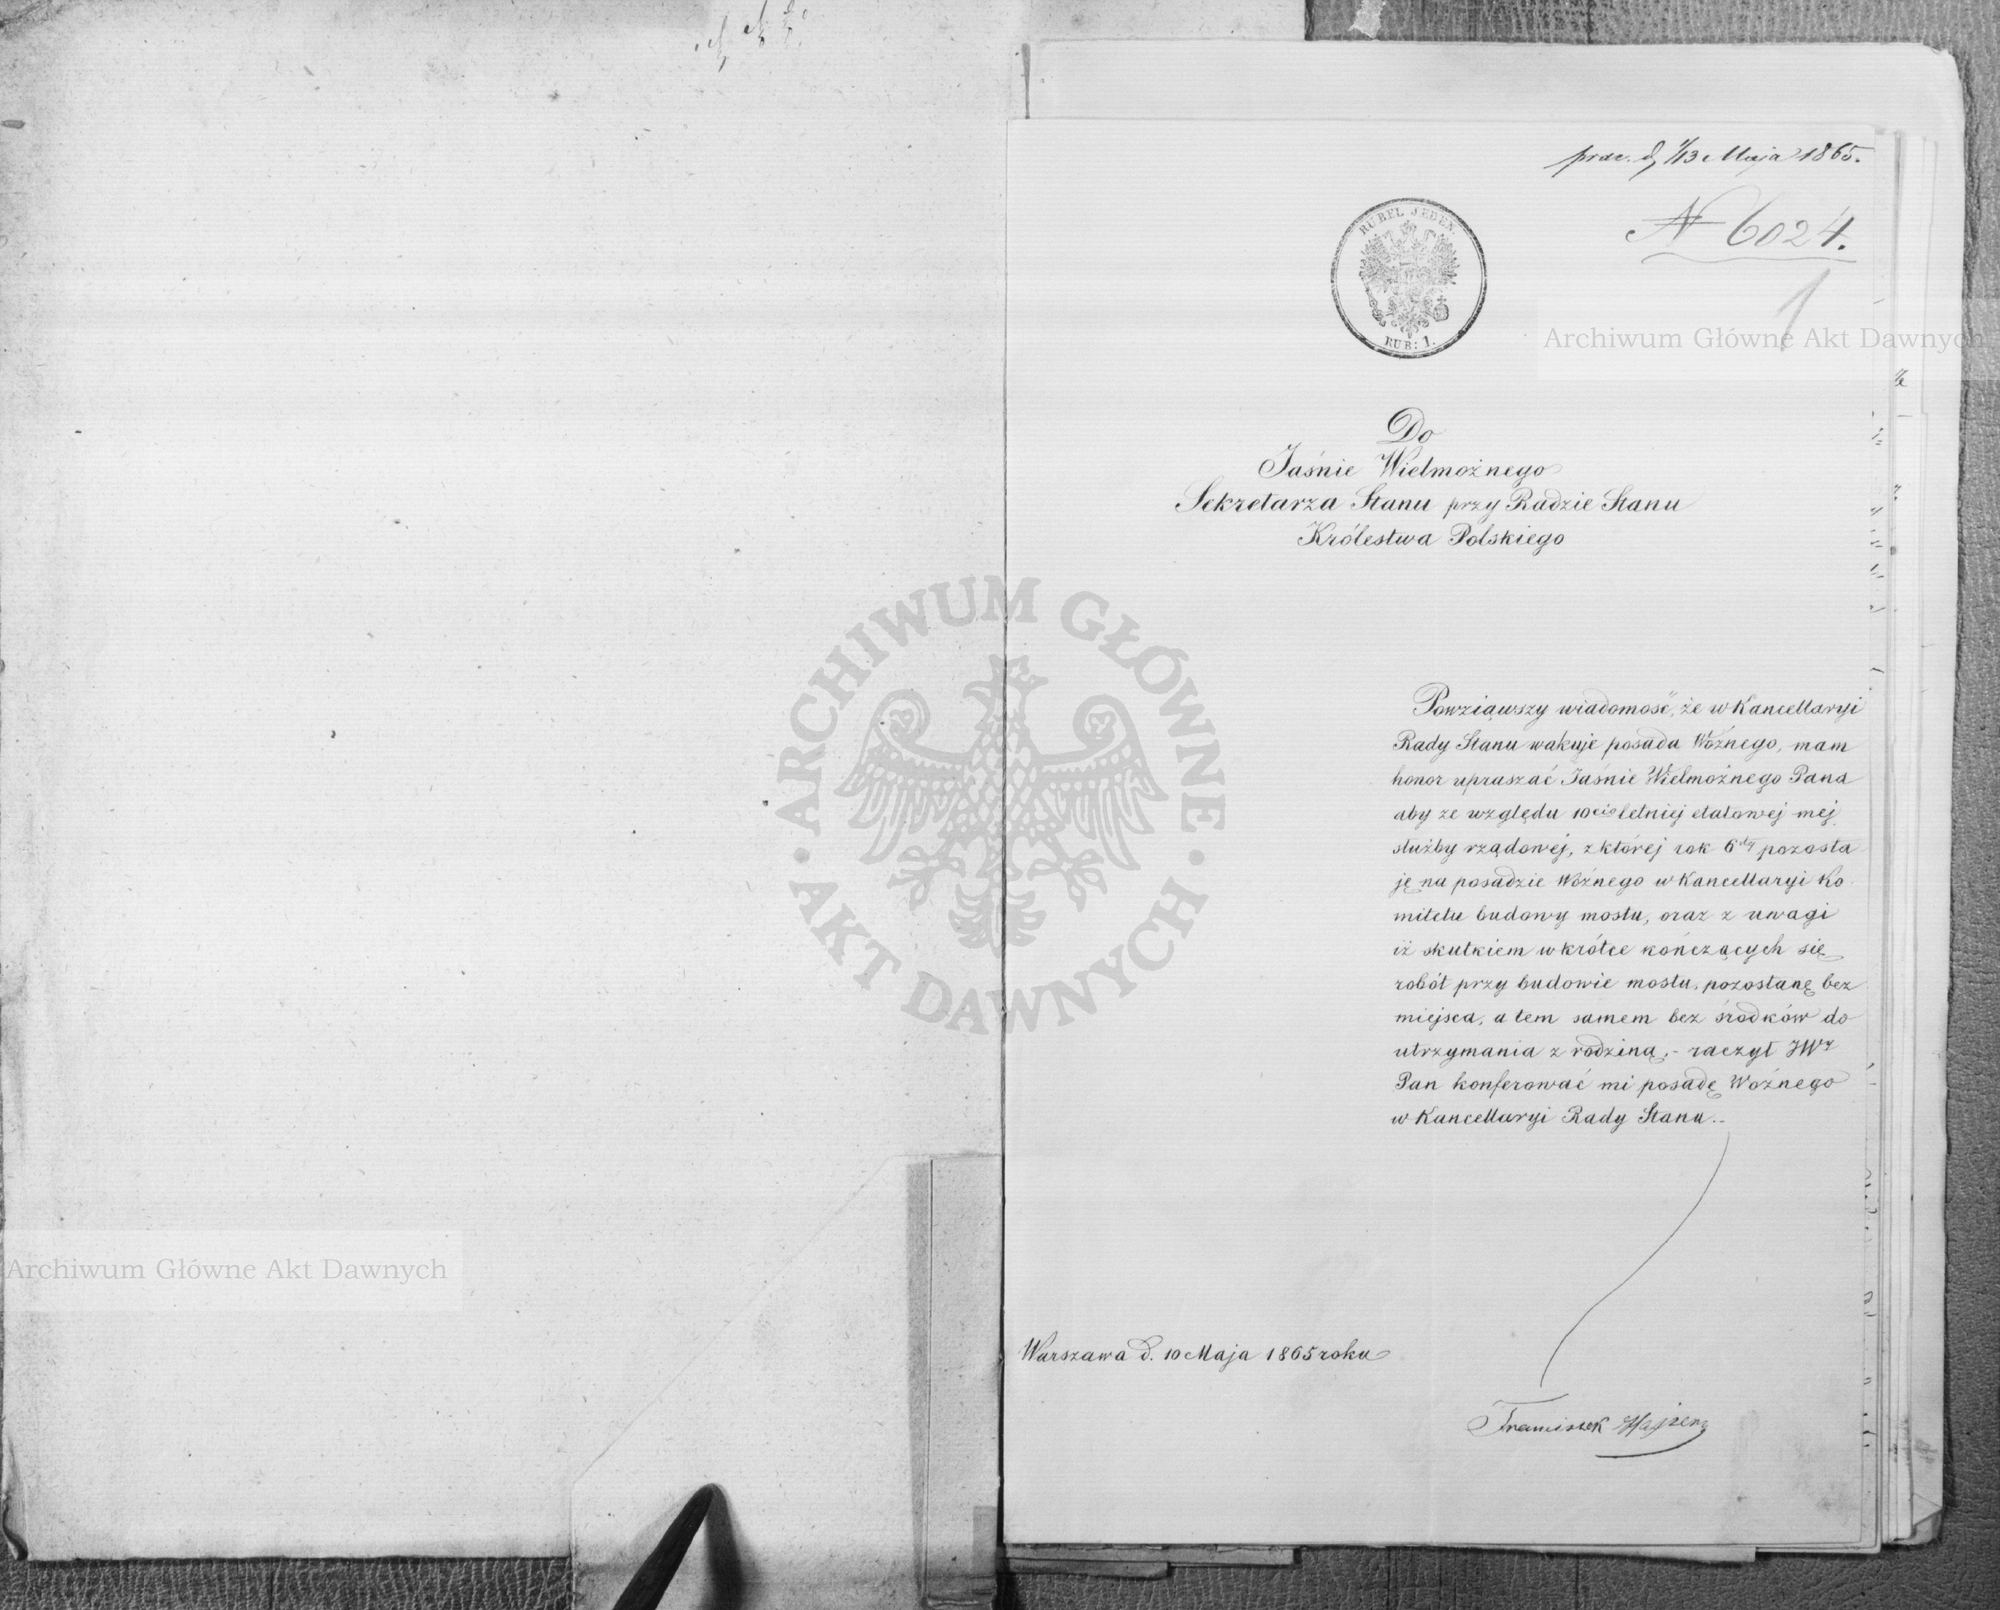 prez. d. 1/13 Maja 1865.
N 6024.
1
RUBEL JEDEN.
RUB: 1.
Do
Jaśnie Wielmożnego
Sekretarza Stanu przy Radzie Stanu
Królestwa Polskiego
Powziąwszy wiadomość, że w Kancellaryi
Rady Stanu wakuje posada Woźnego, mam
honor upraszać Jaśnie Wielmożnego Pana
aby ze względu 10cio letniej etatowej mej
służby rządowej, z której rok 6ty pozosta
ję na posadzie Woźnego w Kancellaryi Ko
mitetu budowy mostu, oraz z uwagi
iż skutkiem wkrótce kończących się
robót przy budowie mostu, pozostanę bez
miejsca, a tem samem bez środków do
utrzymania z rodziną, - raczył JWy
Pan konferować mi posadę Woźnego
w Kancellaryi Rady Stanu..
Warszawa d. 10 Maja 1865 roku
Franciszek
Archiwum Główne Akt Dawnych
Archiwum Główne Akt Dawnych
ARCHIWUM GŁÓWNE
AKT DAWNYCH